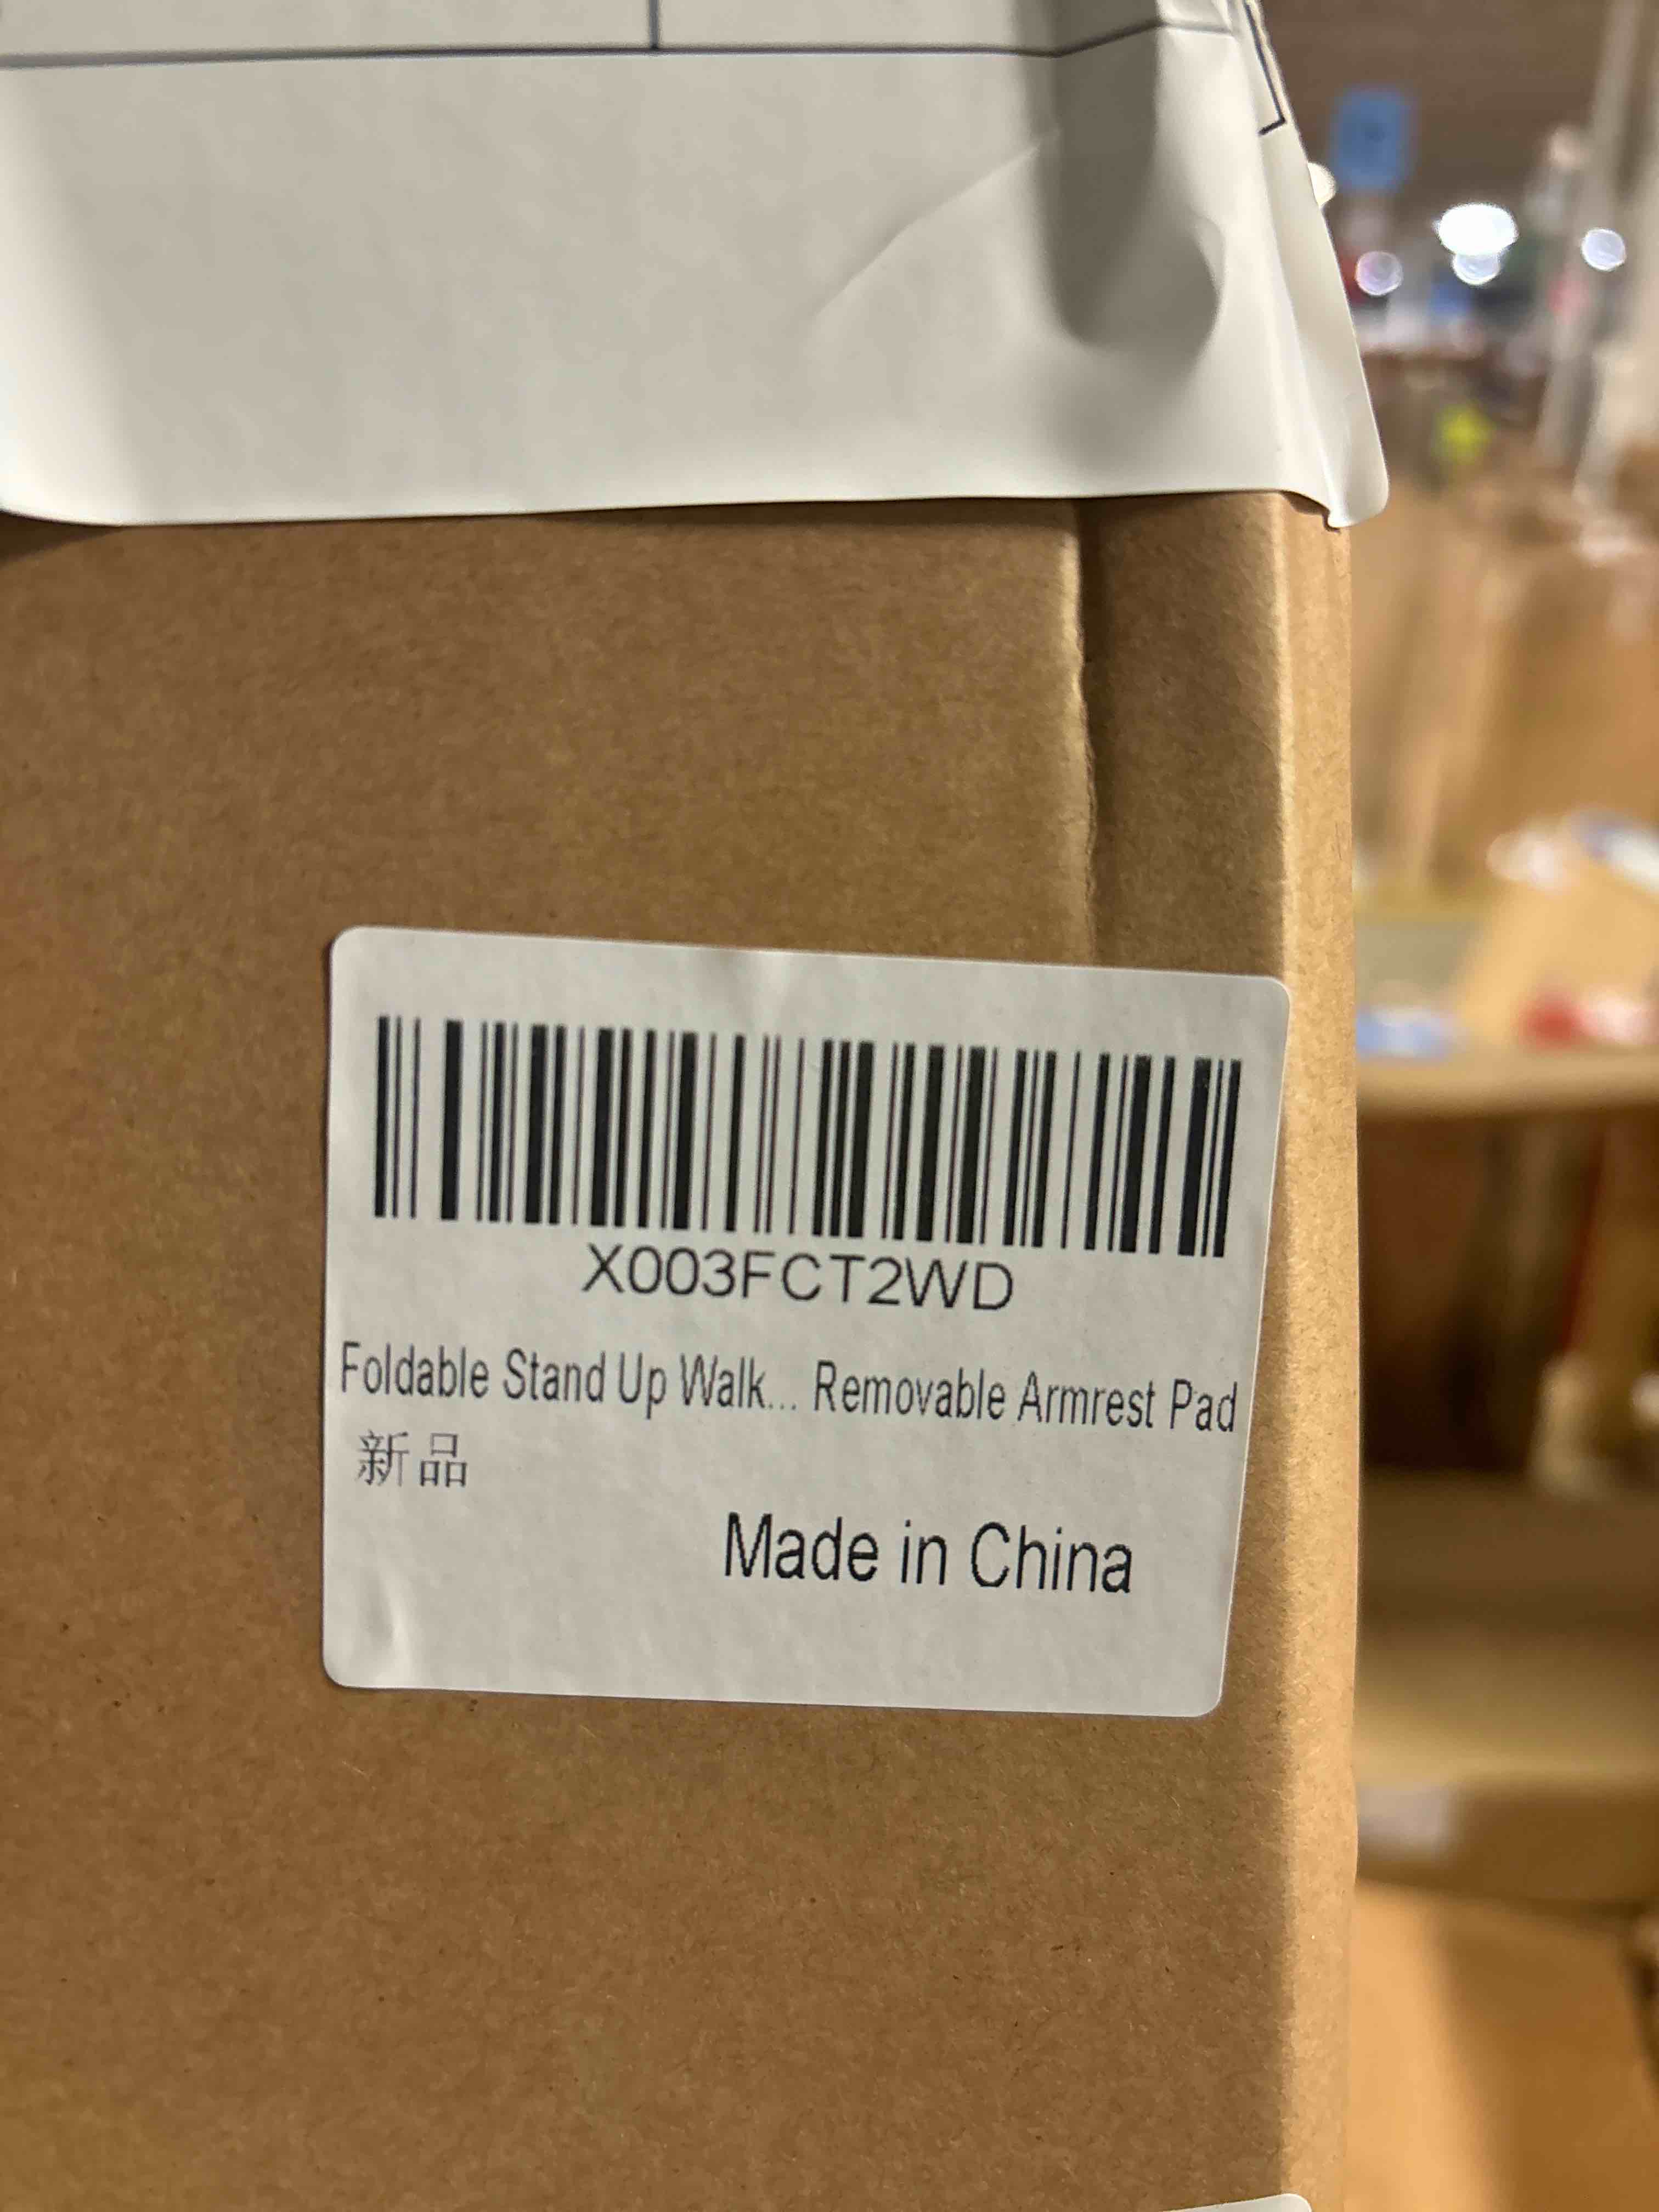 X003FCT2WD
Foldable Stand Up Walk... Removable Armrest Pad
新品
Made in China